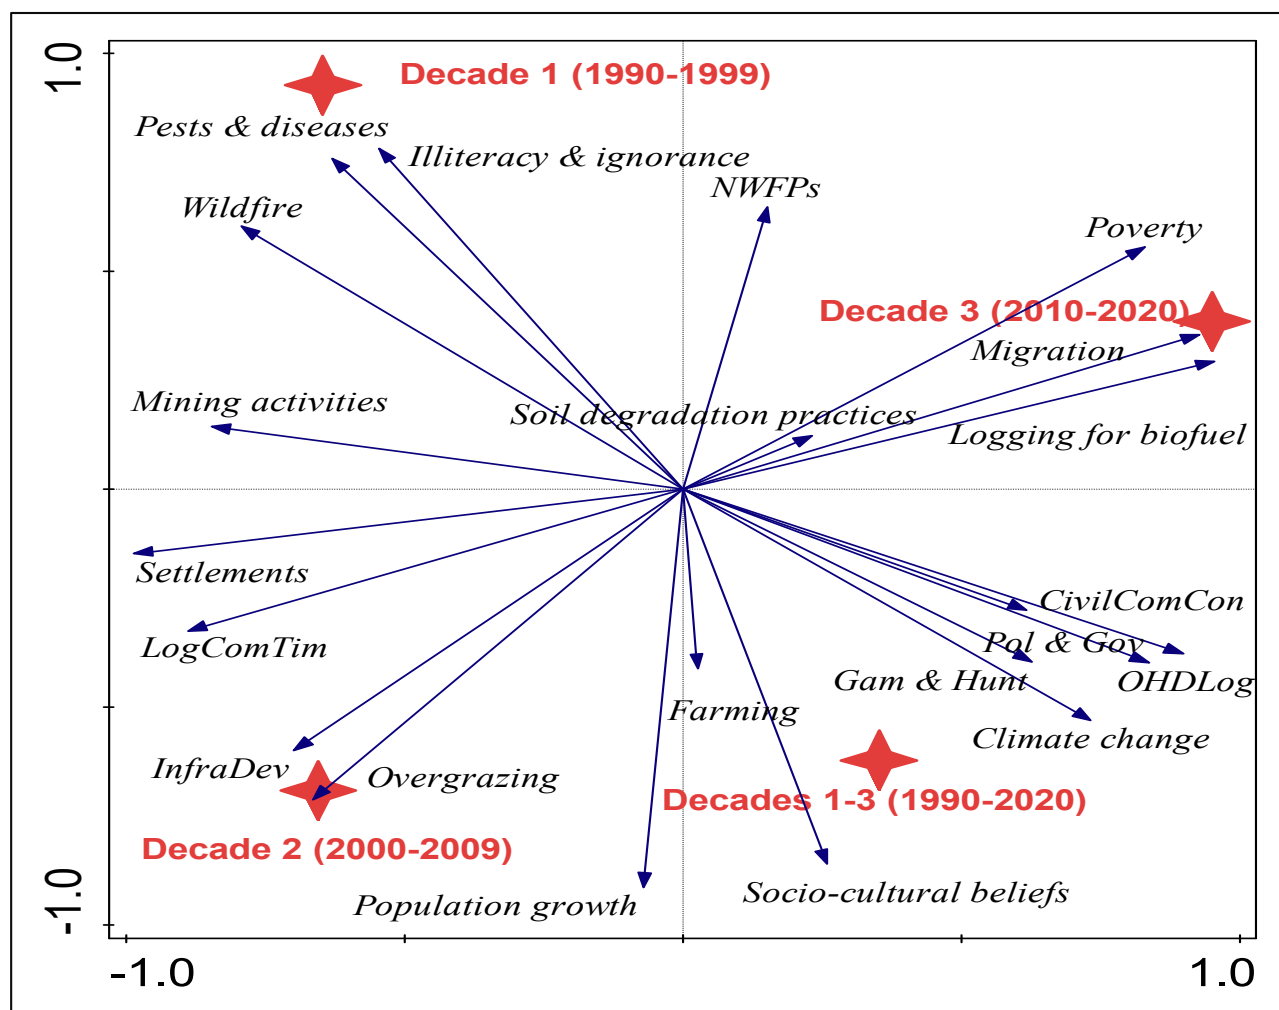 1.0
Decade 1 (1990-1999)
Pests & diseases
Illiteracy & ignorance
NWFPs
Wildfire
Poverty
Decade 3 (2010-2020)
Migration
Mining activities
Soil degradation practices
Logging for biofuel
Settlements
CivilComCon
LogComTim
Pol & Gov
Gam & Hunt
OHDLog
Farming
Climate change
InfraDev
Overgrazing
Decades 1-3 (1990-2020)
Decade 2 (2000-2009)
Population growth
Socio-cultural beliefs
-1.0
-1.0
1.0